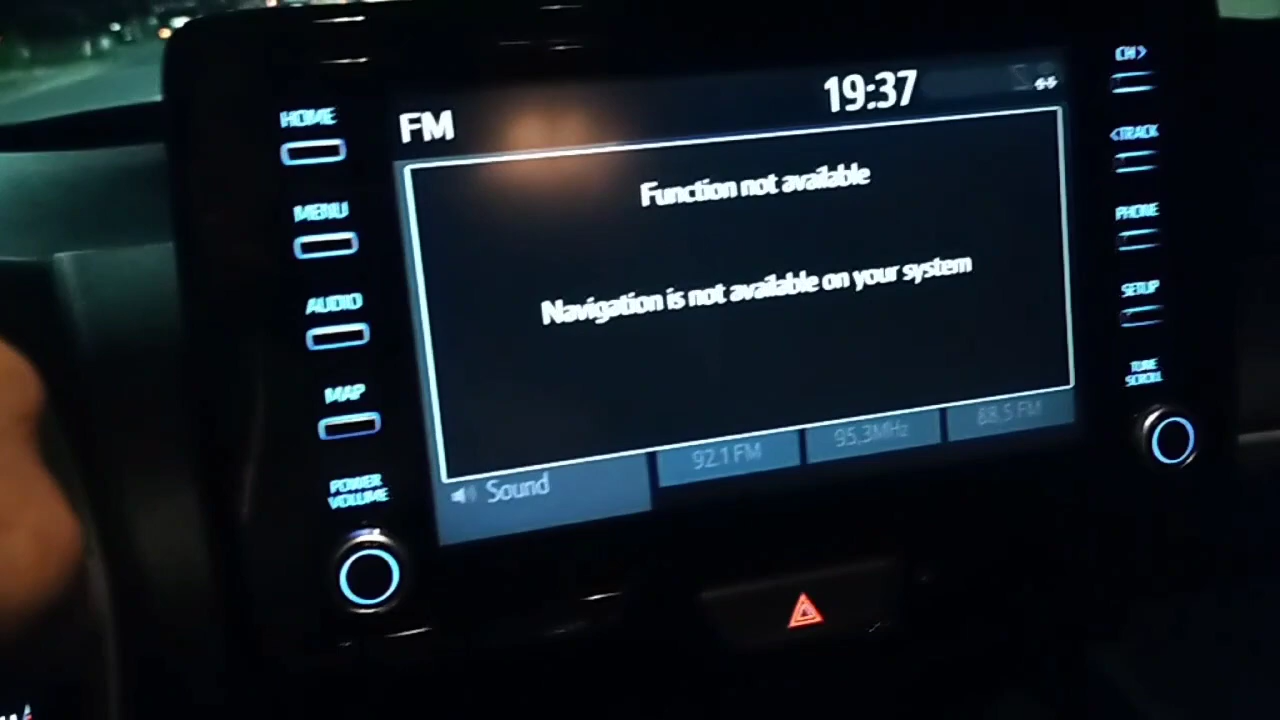 HOME
MENU
AUDIO
MAP
POWER
VOLUME
FM
19:37
Function not available
Navigation is not available on your system
Sound
92.1 FM
95.3MHz
88.5 FM
CH >
< TRACK
PHONE
SETUP
TUNE
SCROLL